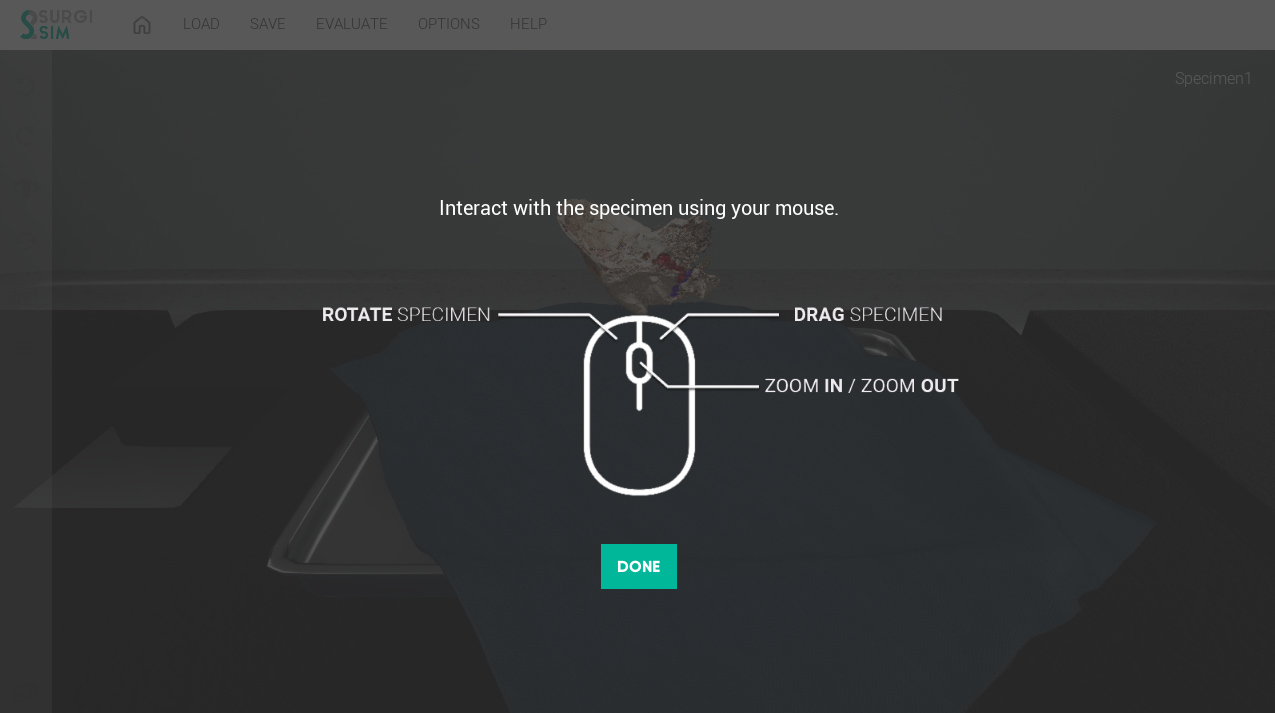 SURGI
SIM
LOAD
SAVE
EVALUATE
OPTIONS
HELP
Specimen1
Interact with the specimen using your mouse.
ROTATE SPECIMEN
DRAG SPECIMEN
ZOOM IN / ZOOM OUT
DONE